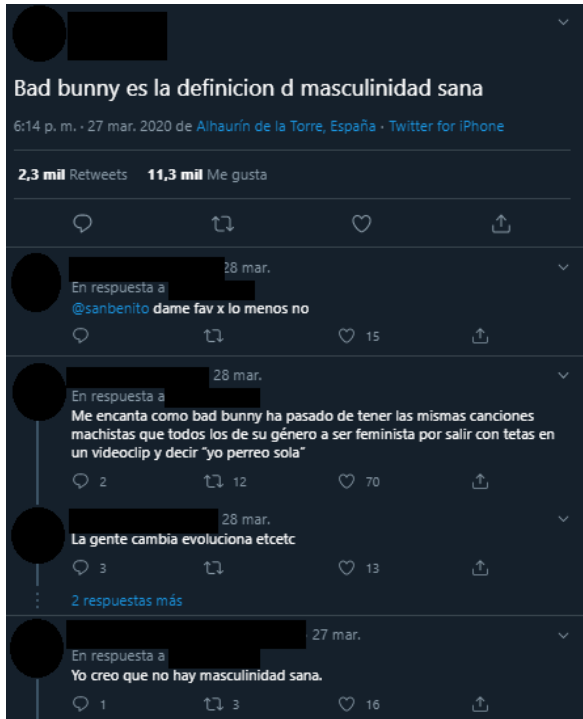 Bad bunny es la definicion d masculinidad sana
6:14 p. m. · 27 mar. 2020 de Alhaurín de la Torre, España · Twitter for iPhone
2,3 mil Retweets 11,3 mil Me gusta
28 mar.
En respuesta a
@sanbenito dame fav x lo menos no
15
28 mar.
En respuesta a
Me encanta como bad bunny ha pasado de tener las mismas canciones
machistas que todos los de su género a ser feminista por salir con tetas en
un videoclip y decir “yo perreo sola”
2 12 70
28 mar.
La gente cambia evoluciona etcetc
3 13
2 respuestas más
· 27 mar.
En respuesta a
Yo creo que no hay masculinidad sana.
1 3 16